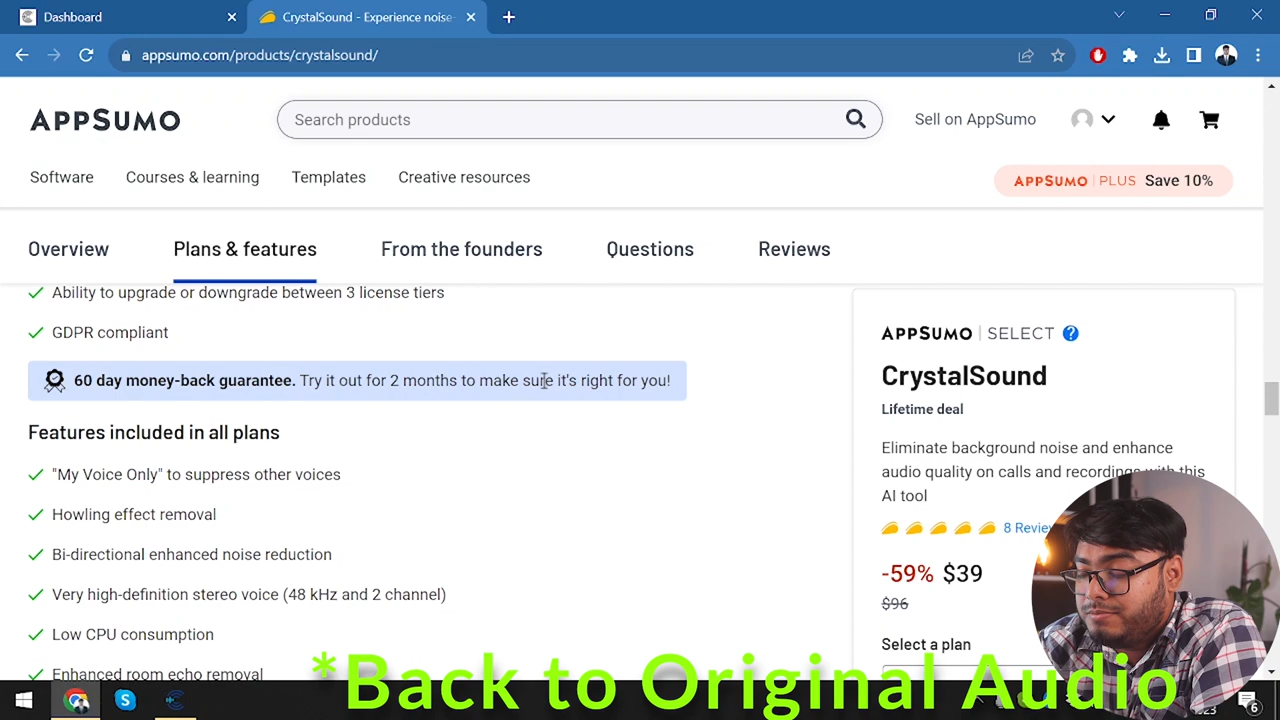 Dashboard
CrystalSound - Experience noise-
appsumo.com/products/crystalsound/
APPSUMO
Search products
Sell on AppSumo
Software
Courses & learning
Templates
Creative resources
APPSUMO | PLUS Save 10%
Overview
Plans & features
From the founders
Questions
Reviews
Ability to upgrade or downgrade between 3 license tiers
GDPR compliant
60 day money-back guarantee. Try it out for 2 months to make sure it's right for you!
Features included in all plans
"My Voice Only" to suppress other voices
Howling effect removal
Bi-directional enhanced noise reduction
Very high-definition stereo voice (48 kHz and 2 channel)
Low CPU consumption
Enhanced room echo removal
APPSUMO | SELECT ?
CrystalSound
Lifetime deal
Eliminate background noise and enhance
audio quality on calls and recordings with this
AI tool
8 Revie
-59% $39
$96
Select a plan
*Back to Original Audio
6